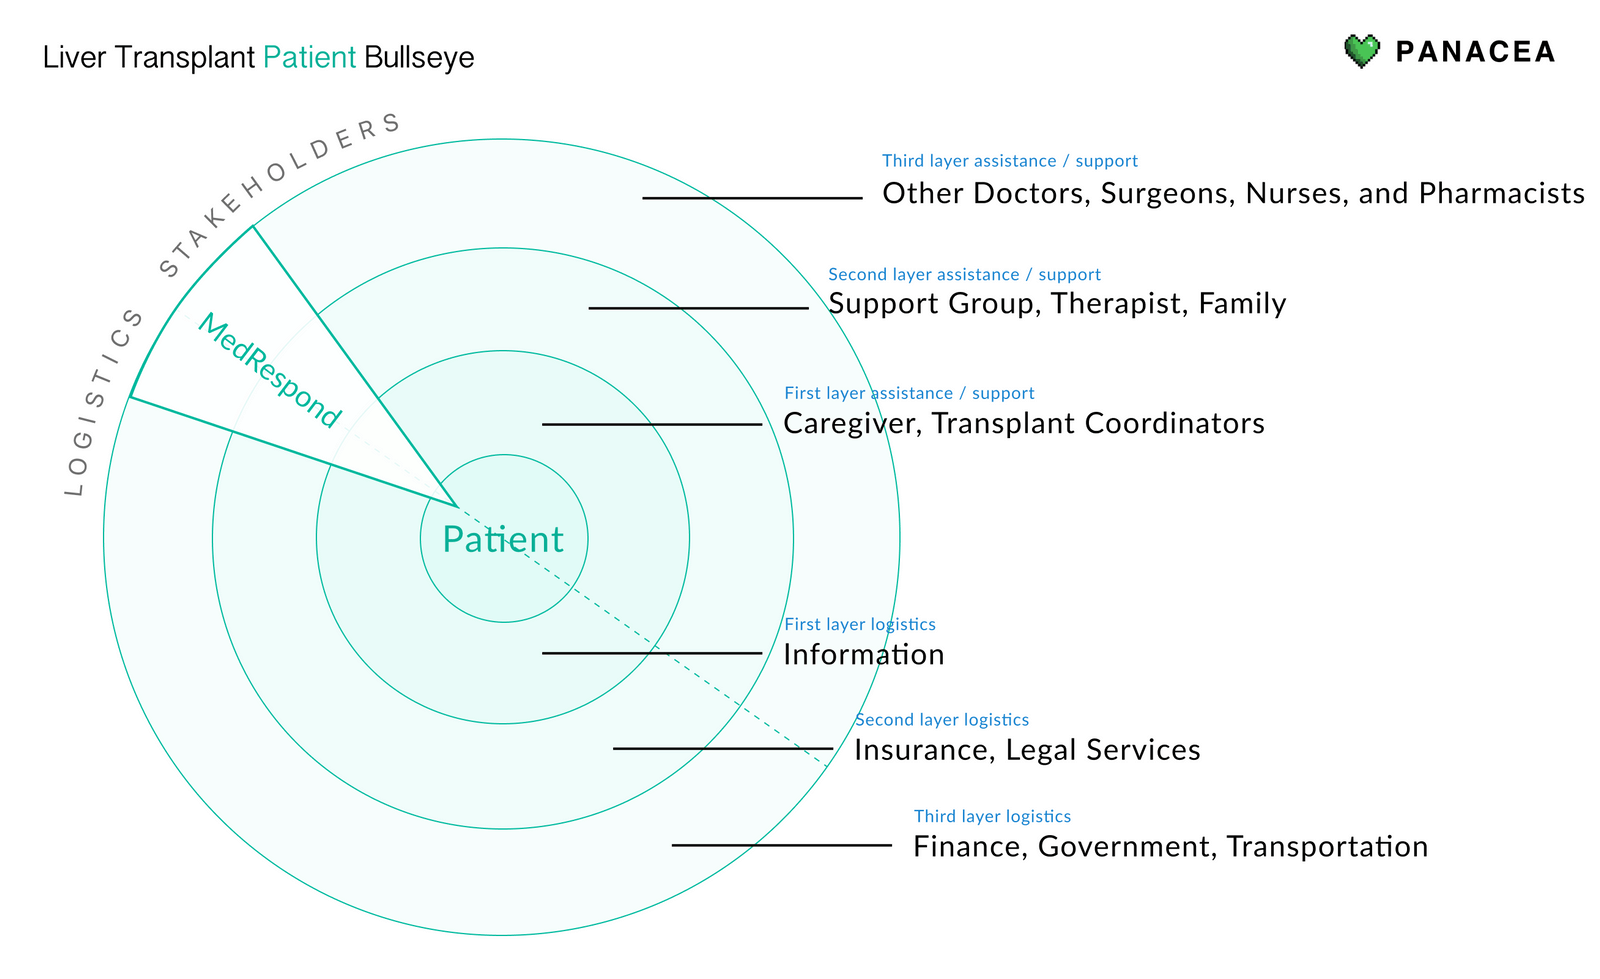 Liver Transplant Patient Bullseye
PANACEA
STAKEHOLDERS
LOGISTICS
MedRespond
Patient
Third layer assistance / support
Other Doctors, Surgeons, Nurses, and Pharmacists
Second layer assistance / support
Support Group, Therapist, Family
First layer assistance / support
Caregiver, Transplant Coordinators
First layer logistics
Information
Second layer logistics
Insurance, Legal Services
Third layer logistics
Finance, Government, Transportation